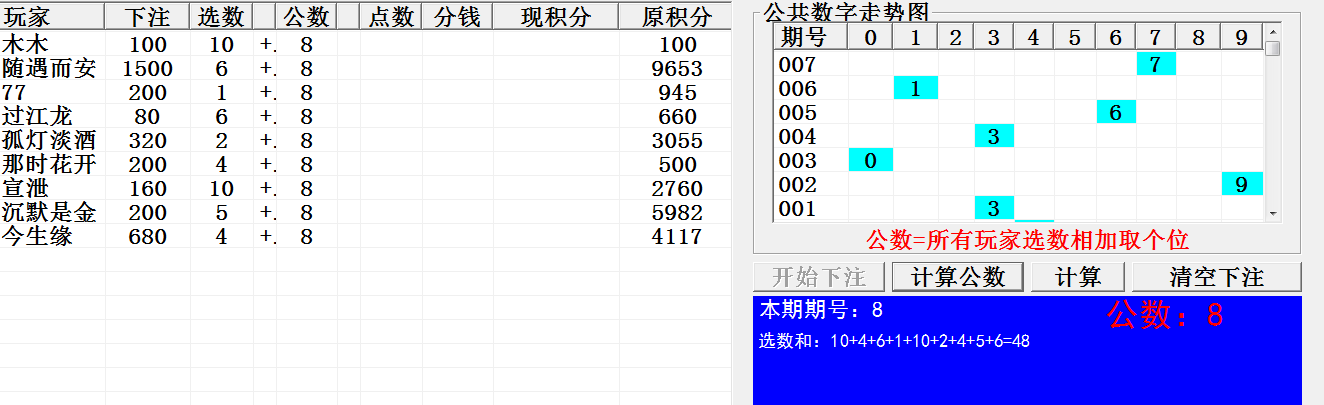 玩家 下注 选数 公数 点数 分钱 现积分 原积分
木木 100 10 +. 8 100
随遇而安 1500 6 +. 8 9653
77 200 1 +. 8 945
过江龙 80 6 +. 8 660
孤灯淡酒 320 2 +. 8 3055
那时花开 200 4 +. 8 500
宣泄 160 10 +. 8 2760
沉默是金 200 5 +. 8 5982
今生缘 680 4 +. 8 4117
公共数字走势图
期号 0 1 2 3 4 5 6 7 8 9
007 7
006 1
005 6
004 3
003 0
002 9
001 3
公数=所有玩家选数相加取个位
开始下注 计算公数 计算 清空下注
本期期号：8 公数：8
选数和：10+4+6+1+10+2+4+5+6=48